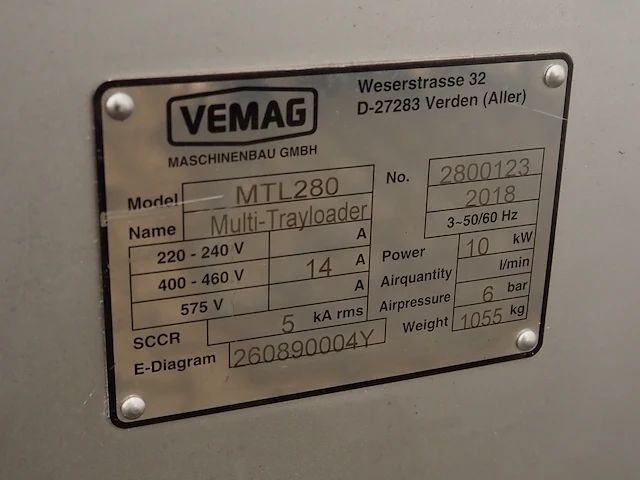 VEMAG
MASCHINENBAU GMBH
Weserstrasse 32
D-27283 Verden (Aller)
Model MTL280
Name Multi-Trayloader
220 - 240 V A
400 - 460 V 14 A
575 V A
SCCR 5 kA rms
E-Diagram 260890004Y
No. 2800123
2018
3~50/60 Hz
Power 10 kW
Airquantity l/min
Airpressure 6 bar
Weight 1055 kg